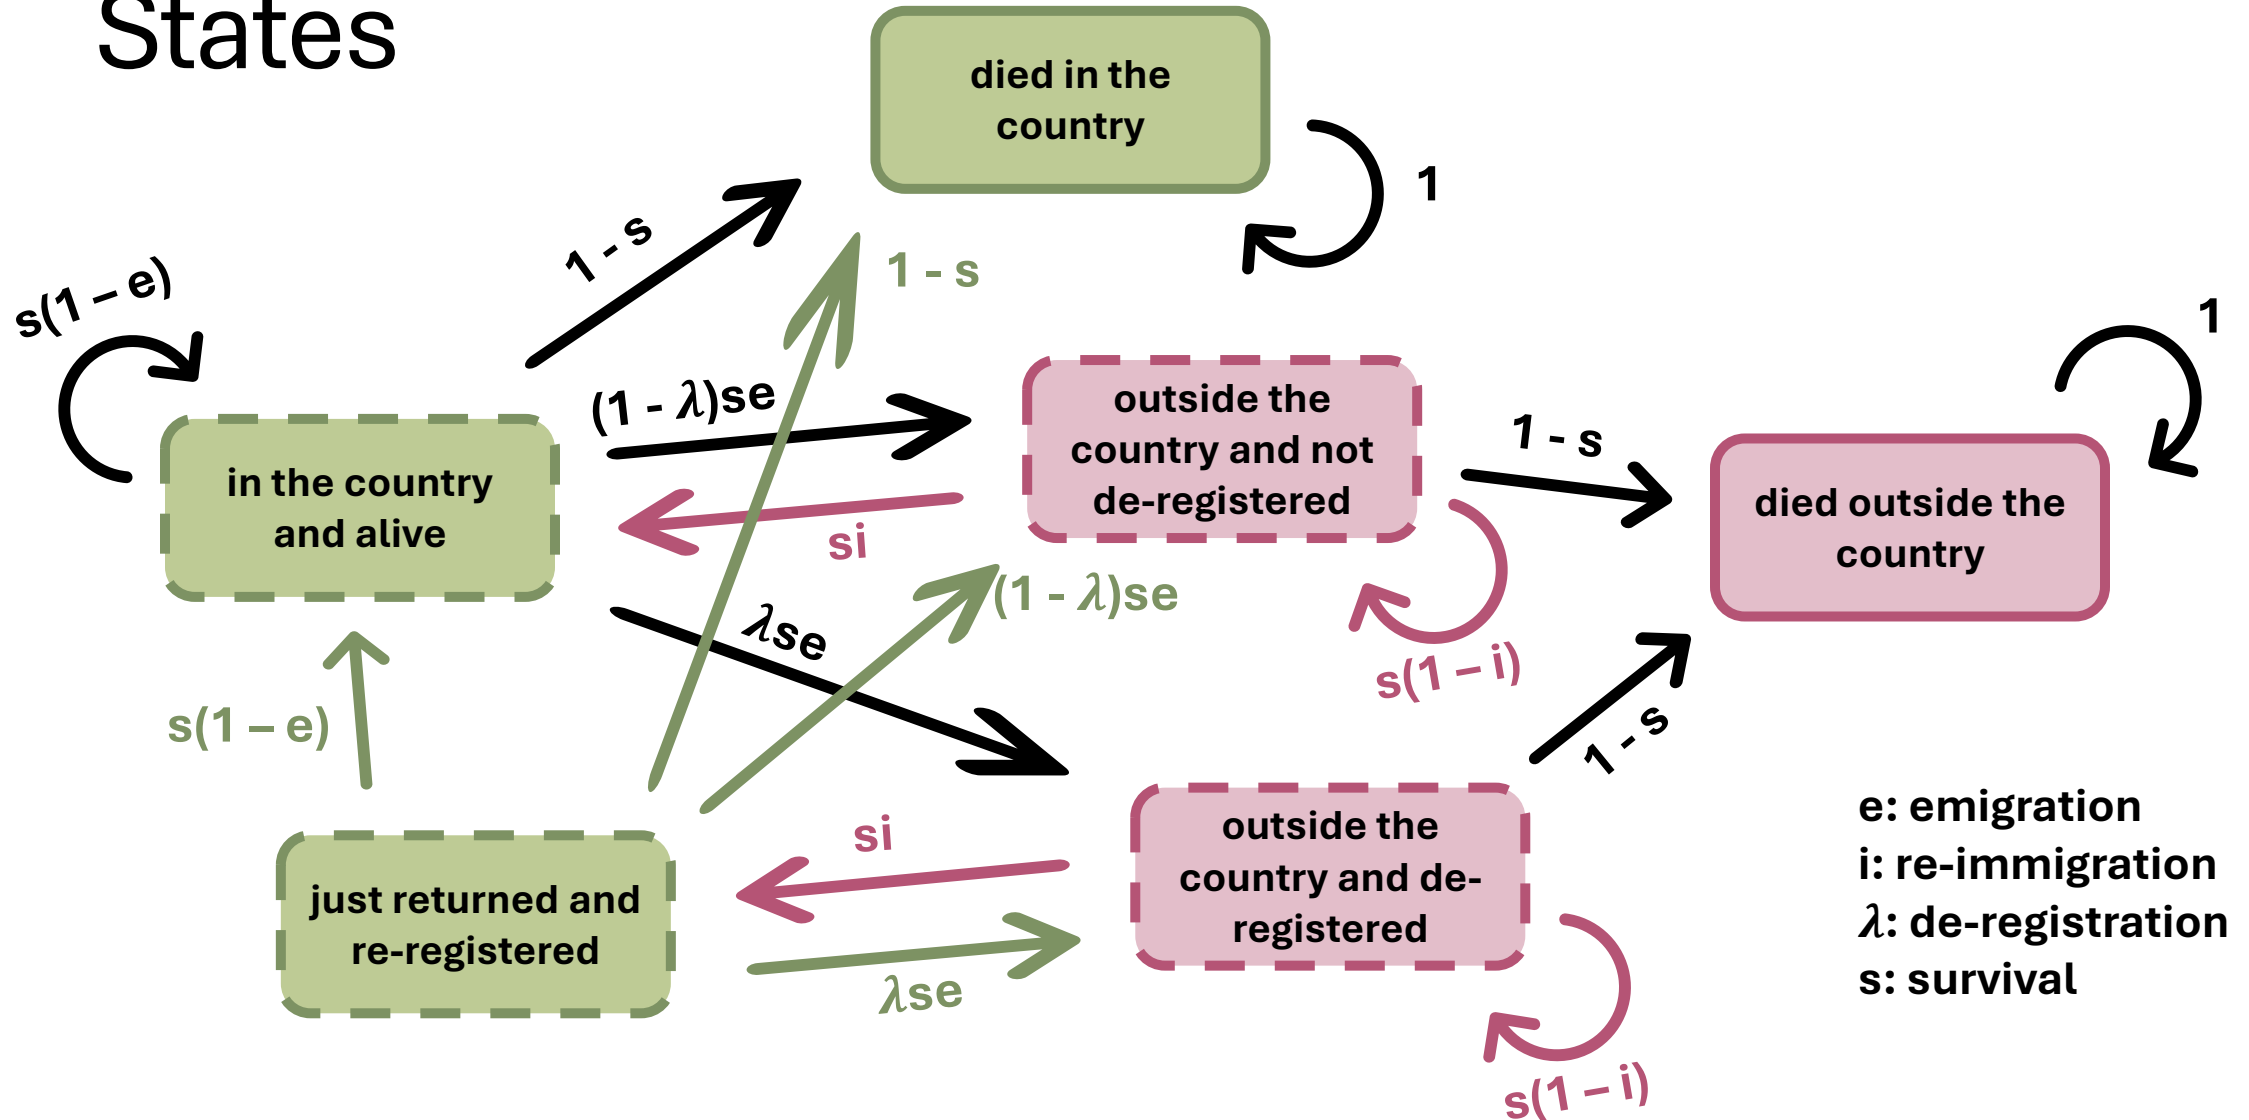 States
died in the
country
1
1 - s
1 - s
s(1 – e)
1
(1 - λ)se
outside the
country and not
de-registered
1 - s
in the country
and alive
died outside the
country
si
(1 - λ)se
λse
s(1 – i)
s(1 – e)
1 - s
e: emigration
i: re-immigration
λ: de-registration
s: survival
si
outside the
country and de-
registered
just returned and
re-registered
λse
s(1 – i)